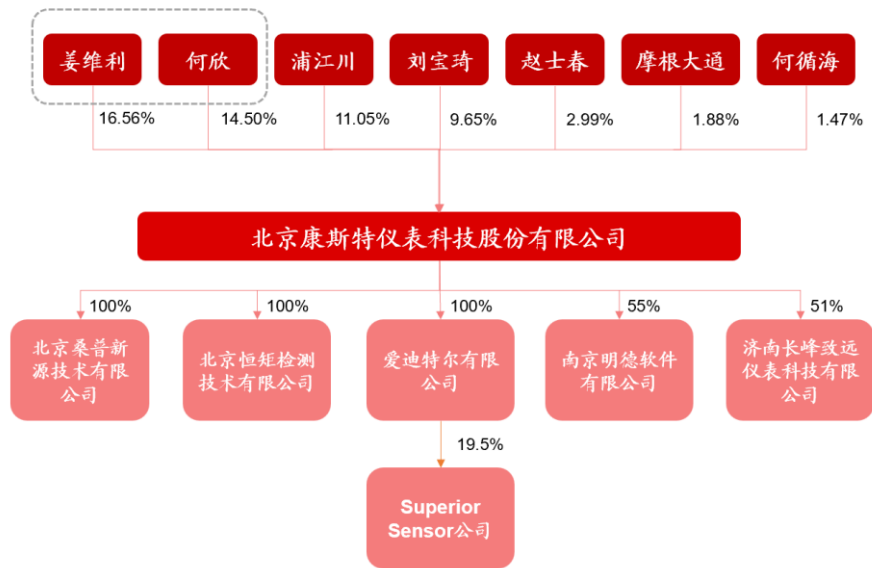 姜维利
何欣
浦江川
刘宝琦
赵士春
摩根大通
何循海
16.56%
14.50%
11.05%
9.65%
2.99%
1.88%
1.47%
北京康斯特仪表科技股份有限公司
100%
100%
100%
55%
51%
北京桑普新
源技术有限
公司
北京恒矩检测
技术有限公司
爱迪特尔有限
公司
南京明德软件
有限公司
济南长峰致远
仪表科技有限
公司
19.5%
Superior
Sensor公司